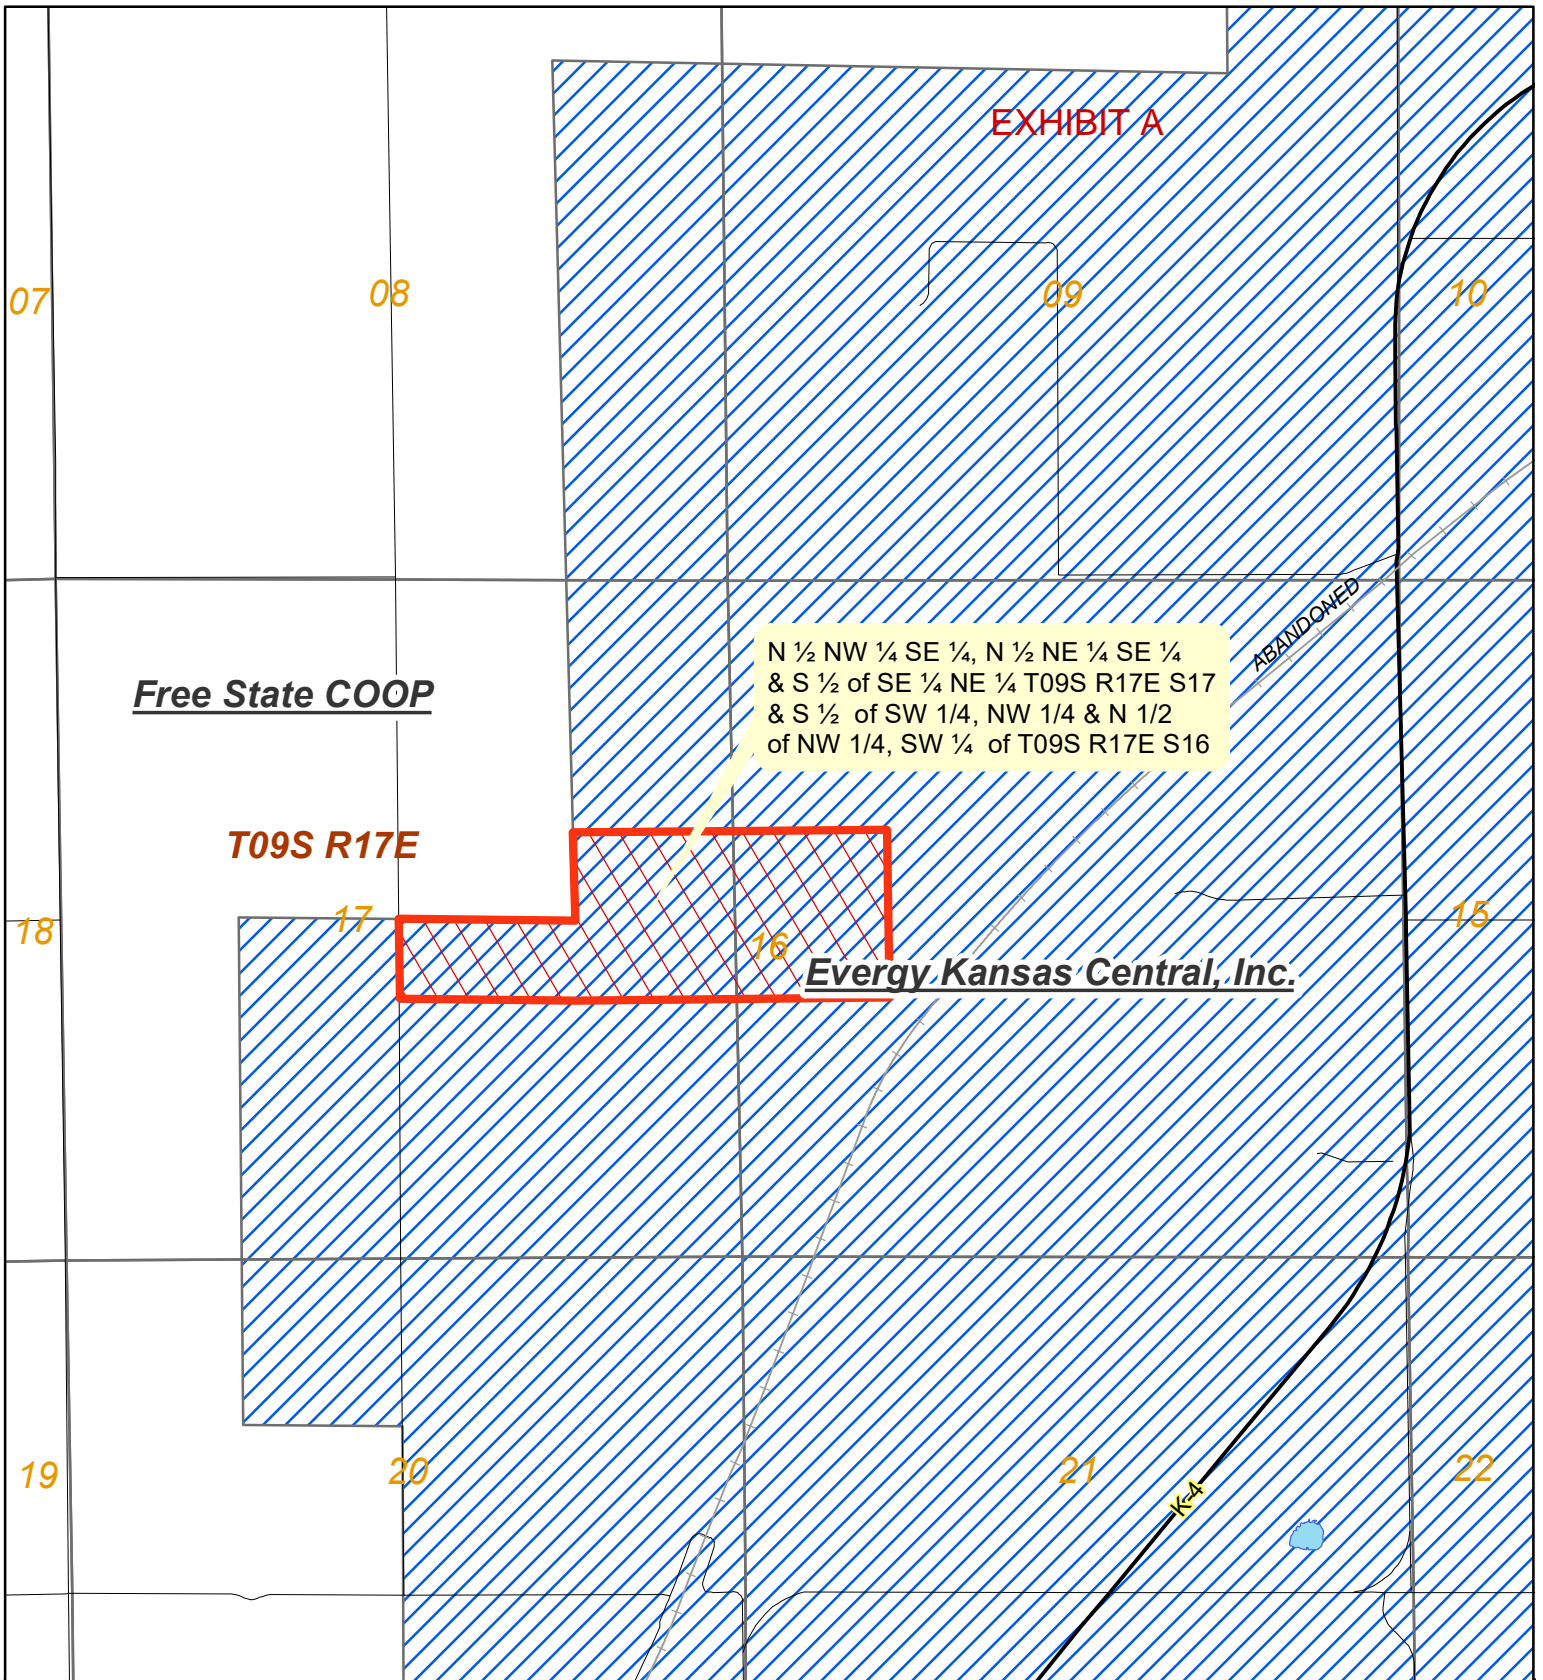 EXHIBIT A
07
08
09
10
ABANDONED
N ½ NW ¼ SE ¼, N ½ NE ¼ SE ¼
& S ½ of SE ¼ NE ¼ T09S R17E S17
& S ½ of SW 1/4, NW 1/4 & N 1/2
of NW 1/4, SW ¼ of T09S R17E S16
Free State COOP
T09S R17E
18
17
16
15
Evergy Kansas Central, Inc.
19
20
21
22
K-4